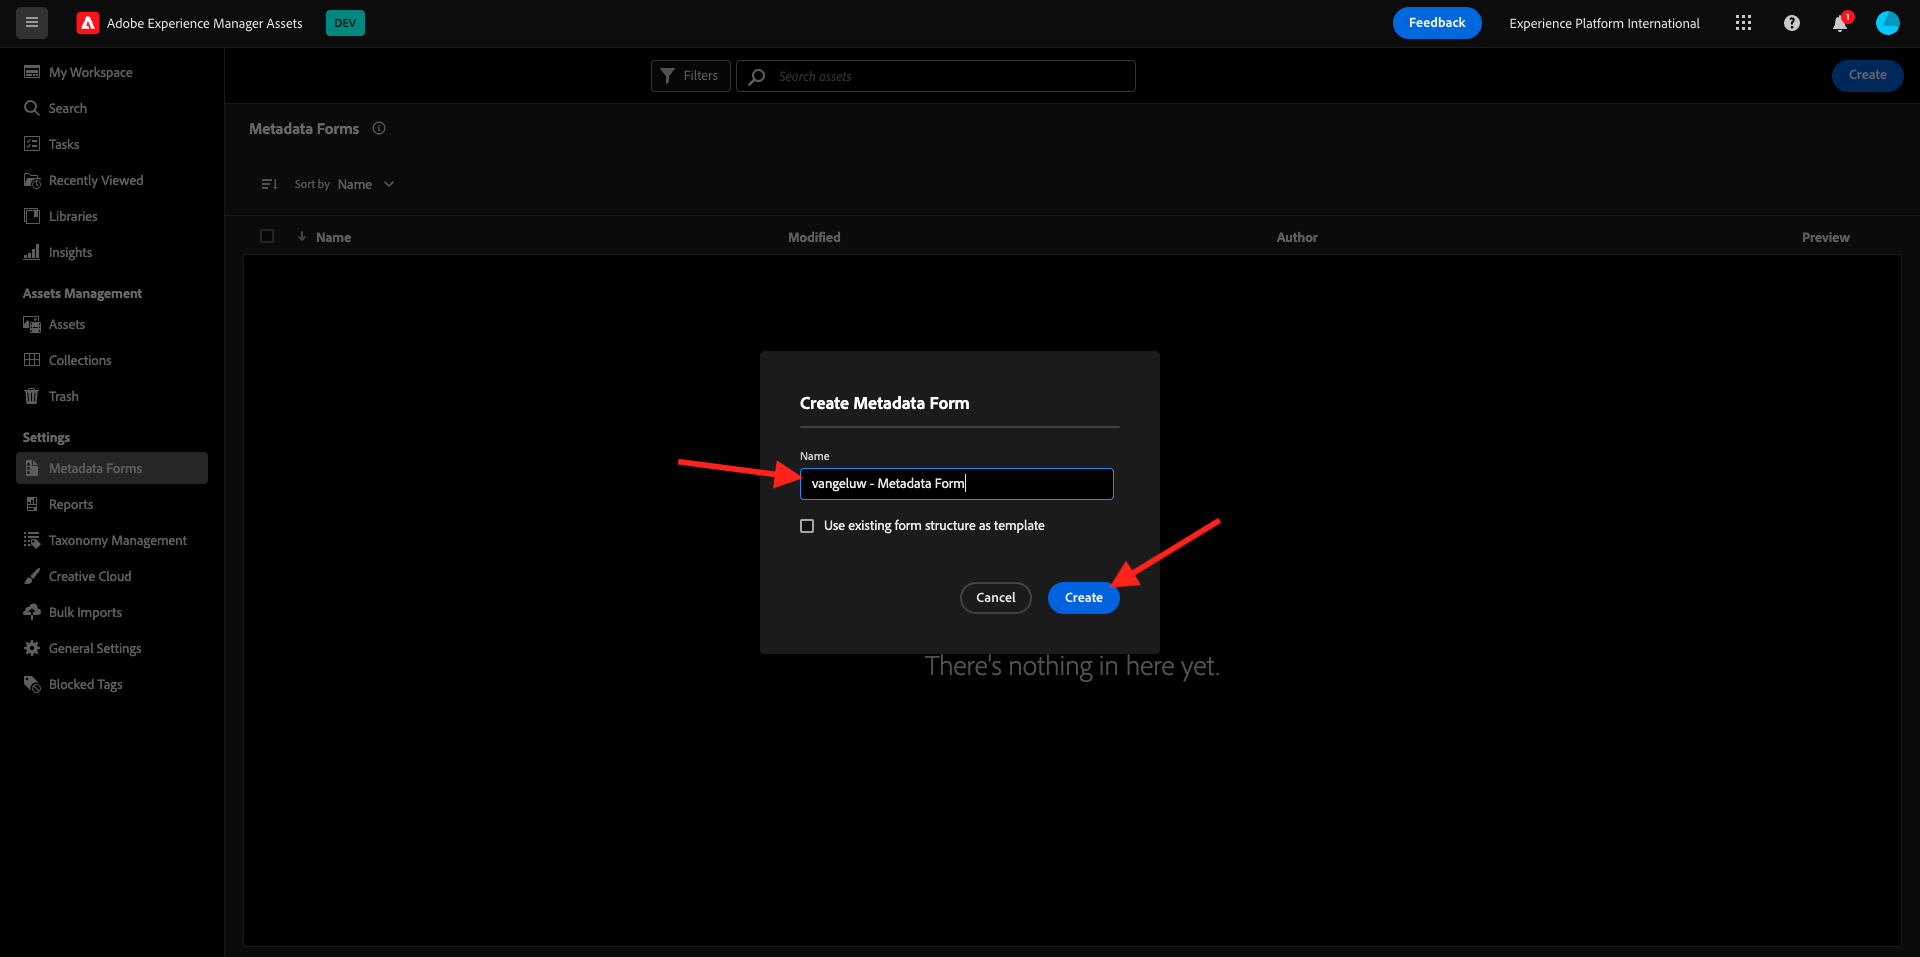 Adobe Experience Manager Assets
DEV
Feedback
Experience Platform International
1
My Workspace
Search
Tasks
Recently Viewed
Libraries
Insights
Assets Management
Assets
Collections
Trash
Settings
Metadata Forms
Reports
Taxonomy Management
Creative Cloud
Bulk Imports
General Settings
Blocked Tags
Filters
Search assets
Create
Metadata Forms
Sort by Name
Name Modified Author Preview
Create Metadata Form
Name
vangeluw - Metadata Form
Use existing form structure as template
Cancel Create
There's nothing in here yet.